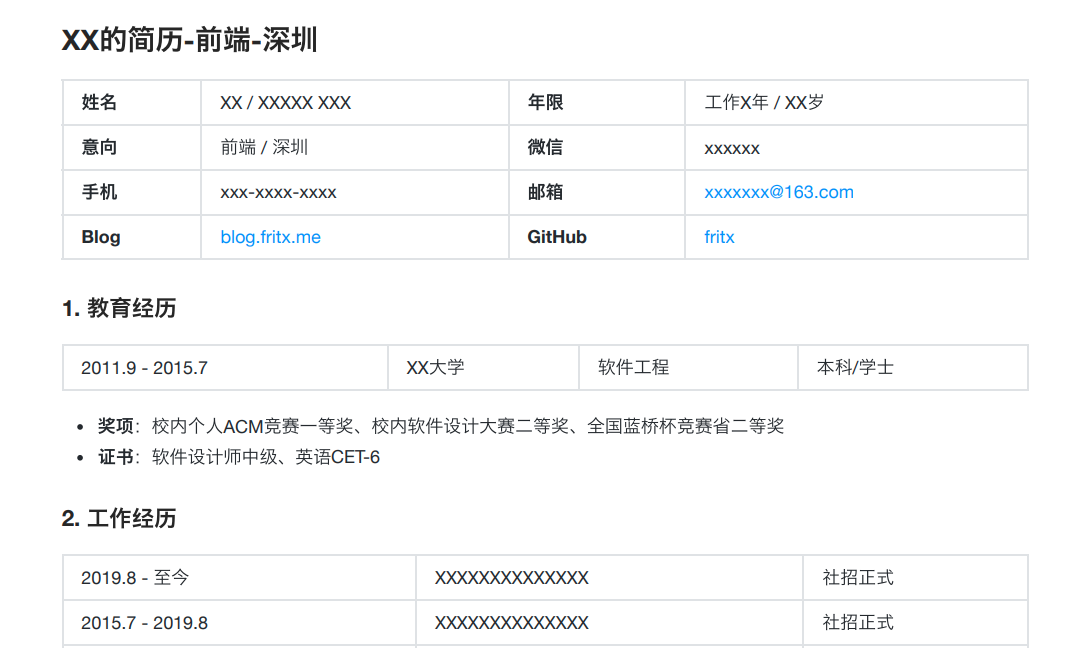 XX的简历-前端-深圳
姓名 XX / XXXXX XXX 年限 工作X年 / XX岁
意向 前端 / 深圳 微信 xxxxxx
手机 xxx-xxxx-xxxx 邮箱 xxxxxxx@163.com
Blog blog.fritx.me GitHub fritx
1. 教育经历
2011.9 - 2015.7 XX大学 软件工程 本科/学士
• 奖项：校内个人ACM竞赛一等奖、校内软件设计大赛二等奖、全国蓝桥杯竞赛省二等奖
• 证书：软件设计师中级、英语CET-6
2. 工作经历
2019.8 - 至今 XXXXXXXXXXXXXX 社招正式
2015.7 - 2019.8 XXXXXXXXXXXXXX 社招正式